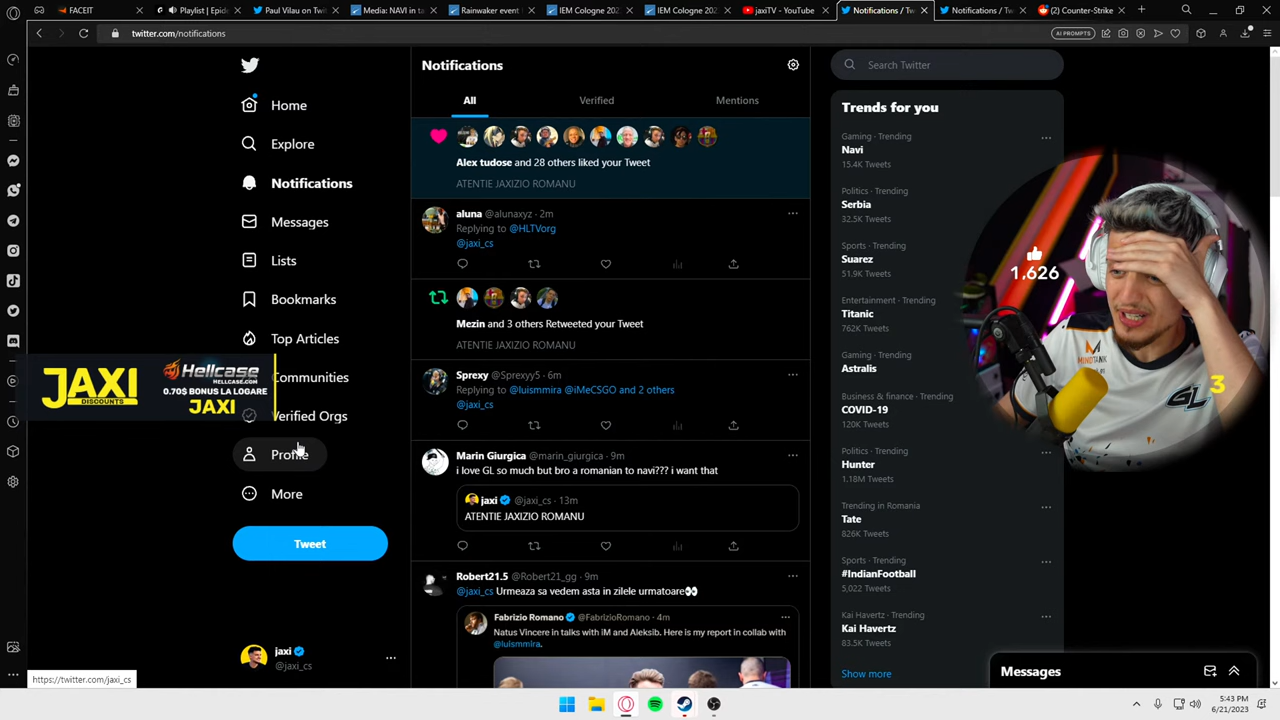 FACEIT
Playlist | Epide
Paul Vilau on Twi
Media: NAVI in ta
Rainwaker event
IEM Cologne 202
IEM Cologne 202
jaxiTV - YouTube
Notifications / Tw
Notifications / Tw
(8) Counter-Strike
twitter.com/notifications
AI PROMPTS
Home
Explore
Notifications
Messages
Lists
Bookmarks
Top Articles
Communities
Verified Orgs
Profile
More
Tweet
jaxi
@jaxi_cs
JAXI
DISCOUNTS
Hellcase
HELLCASE.COM
0.70$ BONUS LA LOGARE
JAXI
Notifications
All
Verified
Mentions
Alex tudose and 28 others liked your Tweet
ATENTIE JAXIZIO ROMANU
aluna @alunaxyz · 2m
Replying to @HLTVorg
@jaxi_cs
Mezin and 3 others Retweeted your Tweet
ATENTIE JAXIZIO ROMANU
Sprexy @Sprexyy5 · 6m
Replying to @luismmira @iMeCSGO and 2 others
@jaxi_cs
Marin Giurgica @marin_giurgica · 9m
i love GL so much but bro a romanian to navi??? i want that
jaxi @jaxi_cs · 13m
ATENTIE JAXIZIO ROMANU
Robert21.5 @Robert21_gg · 9m
@jaxi_cs Urmeaza sa vedem asta in zilele urmatoare👀
Fabrizio Romano @FabrizioRomano · 4m
Natus Vincere in talks with iM and Aleksib. Here is my report in collab with
@luismmira.
Search Twitter
Trends for you
Gaming · Trending
Navi
15.4K Tweets
Politics · Trending
Serbia
32.5K Tweets
Sports · Trending
Suarez
51.9K Tweets
Entertainment · Trending
Titanic
762K Tweets
Gaming · Trending
Astralis
Business & finance · Trending
COVID-19
120K Tweets
Politics · Trending
Hunter
1.18M Tweets
Trending in Romania
Tate
826K Tweets
Sports · Trending
#IndianFootball
5,022 Tweets
Kai Havertz · Trending
Kai Havertz
83.5K Tweets
Show more
1,626
3
GL
Messages
https://twitter.com/jaxi_cs
5:43 PM
6/21/2023